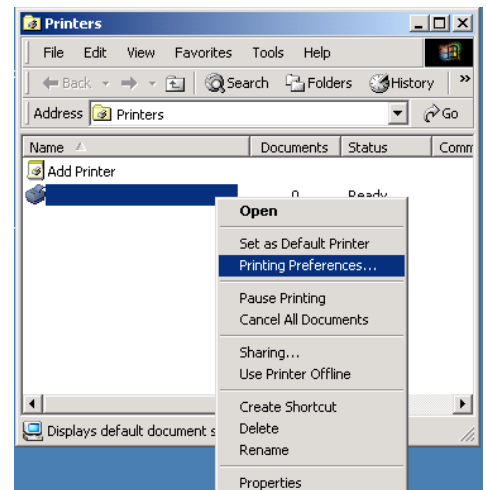 Printers
File Edit View Favorites Tools Help
Back Search Folders History »
Address Printers Go
Name Documents Status Comm
Add Printer
0 Ready
Open
Set as Default Printer
Printing Preferences...
Pause Printing
Cancel All Documents
Sharing...
Use Printer Offline
Create Shortcut
Displays default document s
Delete
Rename
Properties